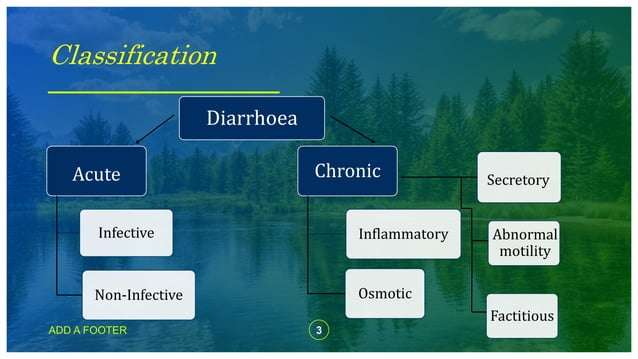 Classification
Diarrhoea
Acute
Chronic
Secretory
Infective
Inflammatory
Abnormal
motility
Non-Infective
Osmotic
Factitious
ADD A FOOTER
3